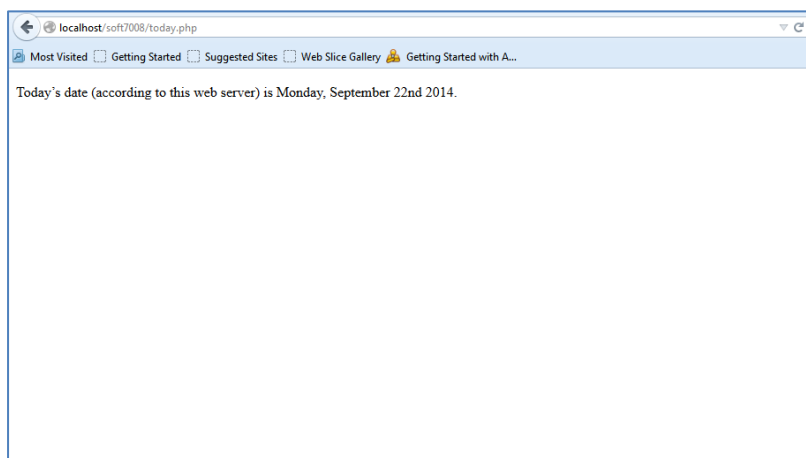 localhost/soft7008/today.php
Most Visited Getting Started Suggested Sites Web Slice Gallery Getting Started with A...
Today’s date (according to this web server) is Monday, September 22nd 2014.